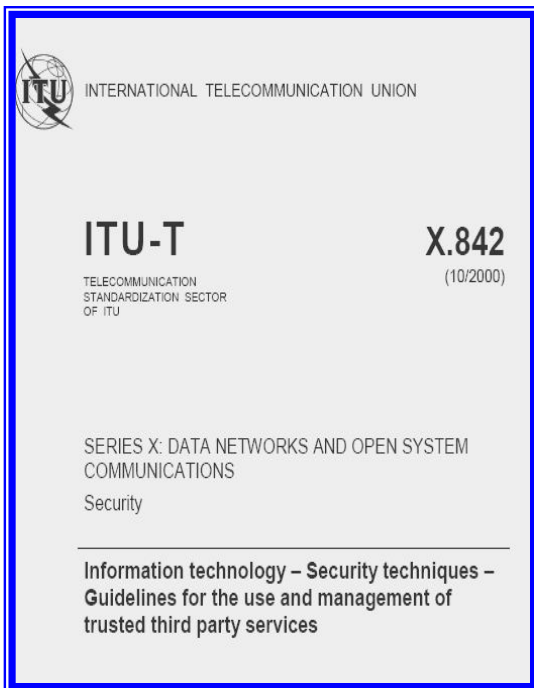 ITU
INTERNATIONAL TELECOMMUNICATION UNION
ITU-T
X.842
TELECOMMUNICATION
STANDARDIZATION SECTOR
OF ITU
(10/2000)
SERIES X: DATA NETWORKS AND OPEN SYSTEM
COMMUNICATIONS
Security
Information technology – Security techniques –
Guidelines for the use and management of
trusted third party services